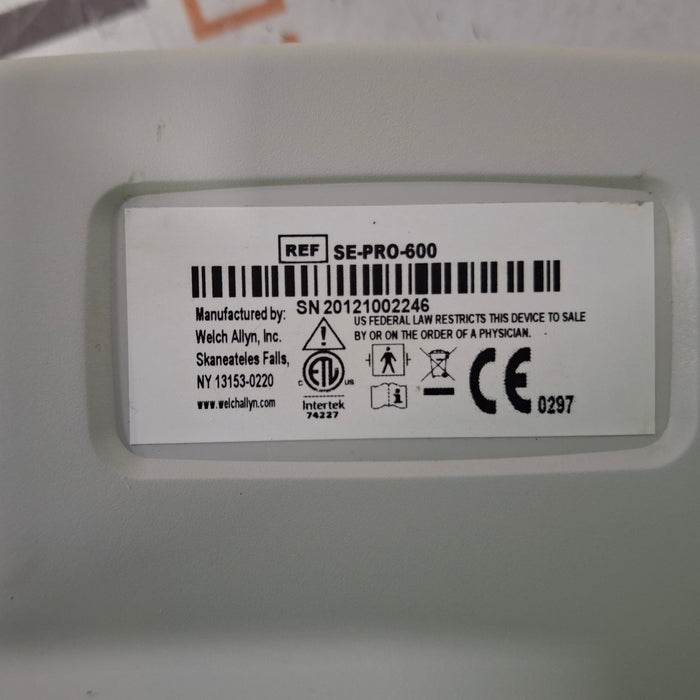 REF SE-PRO-600
SN 20121002246
Manufactured by:
Welch Allyn, Inc.
Skaneateles Falls,
NY 13153-0220
www.welchallyn.com
US FEDERAL LAW RESTRICTS THIS DEVICE TO SALE
BY OR ON THE ORDER OF A PHYSICIAN.
c ETL us
Intertek
74227
i
CE 0297